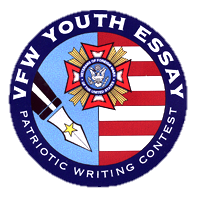 VFW YOUTH ESSAY
PATRIOTIC WRITING CONTEST